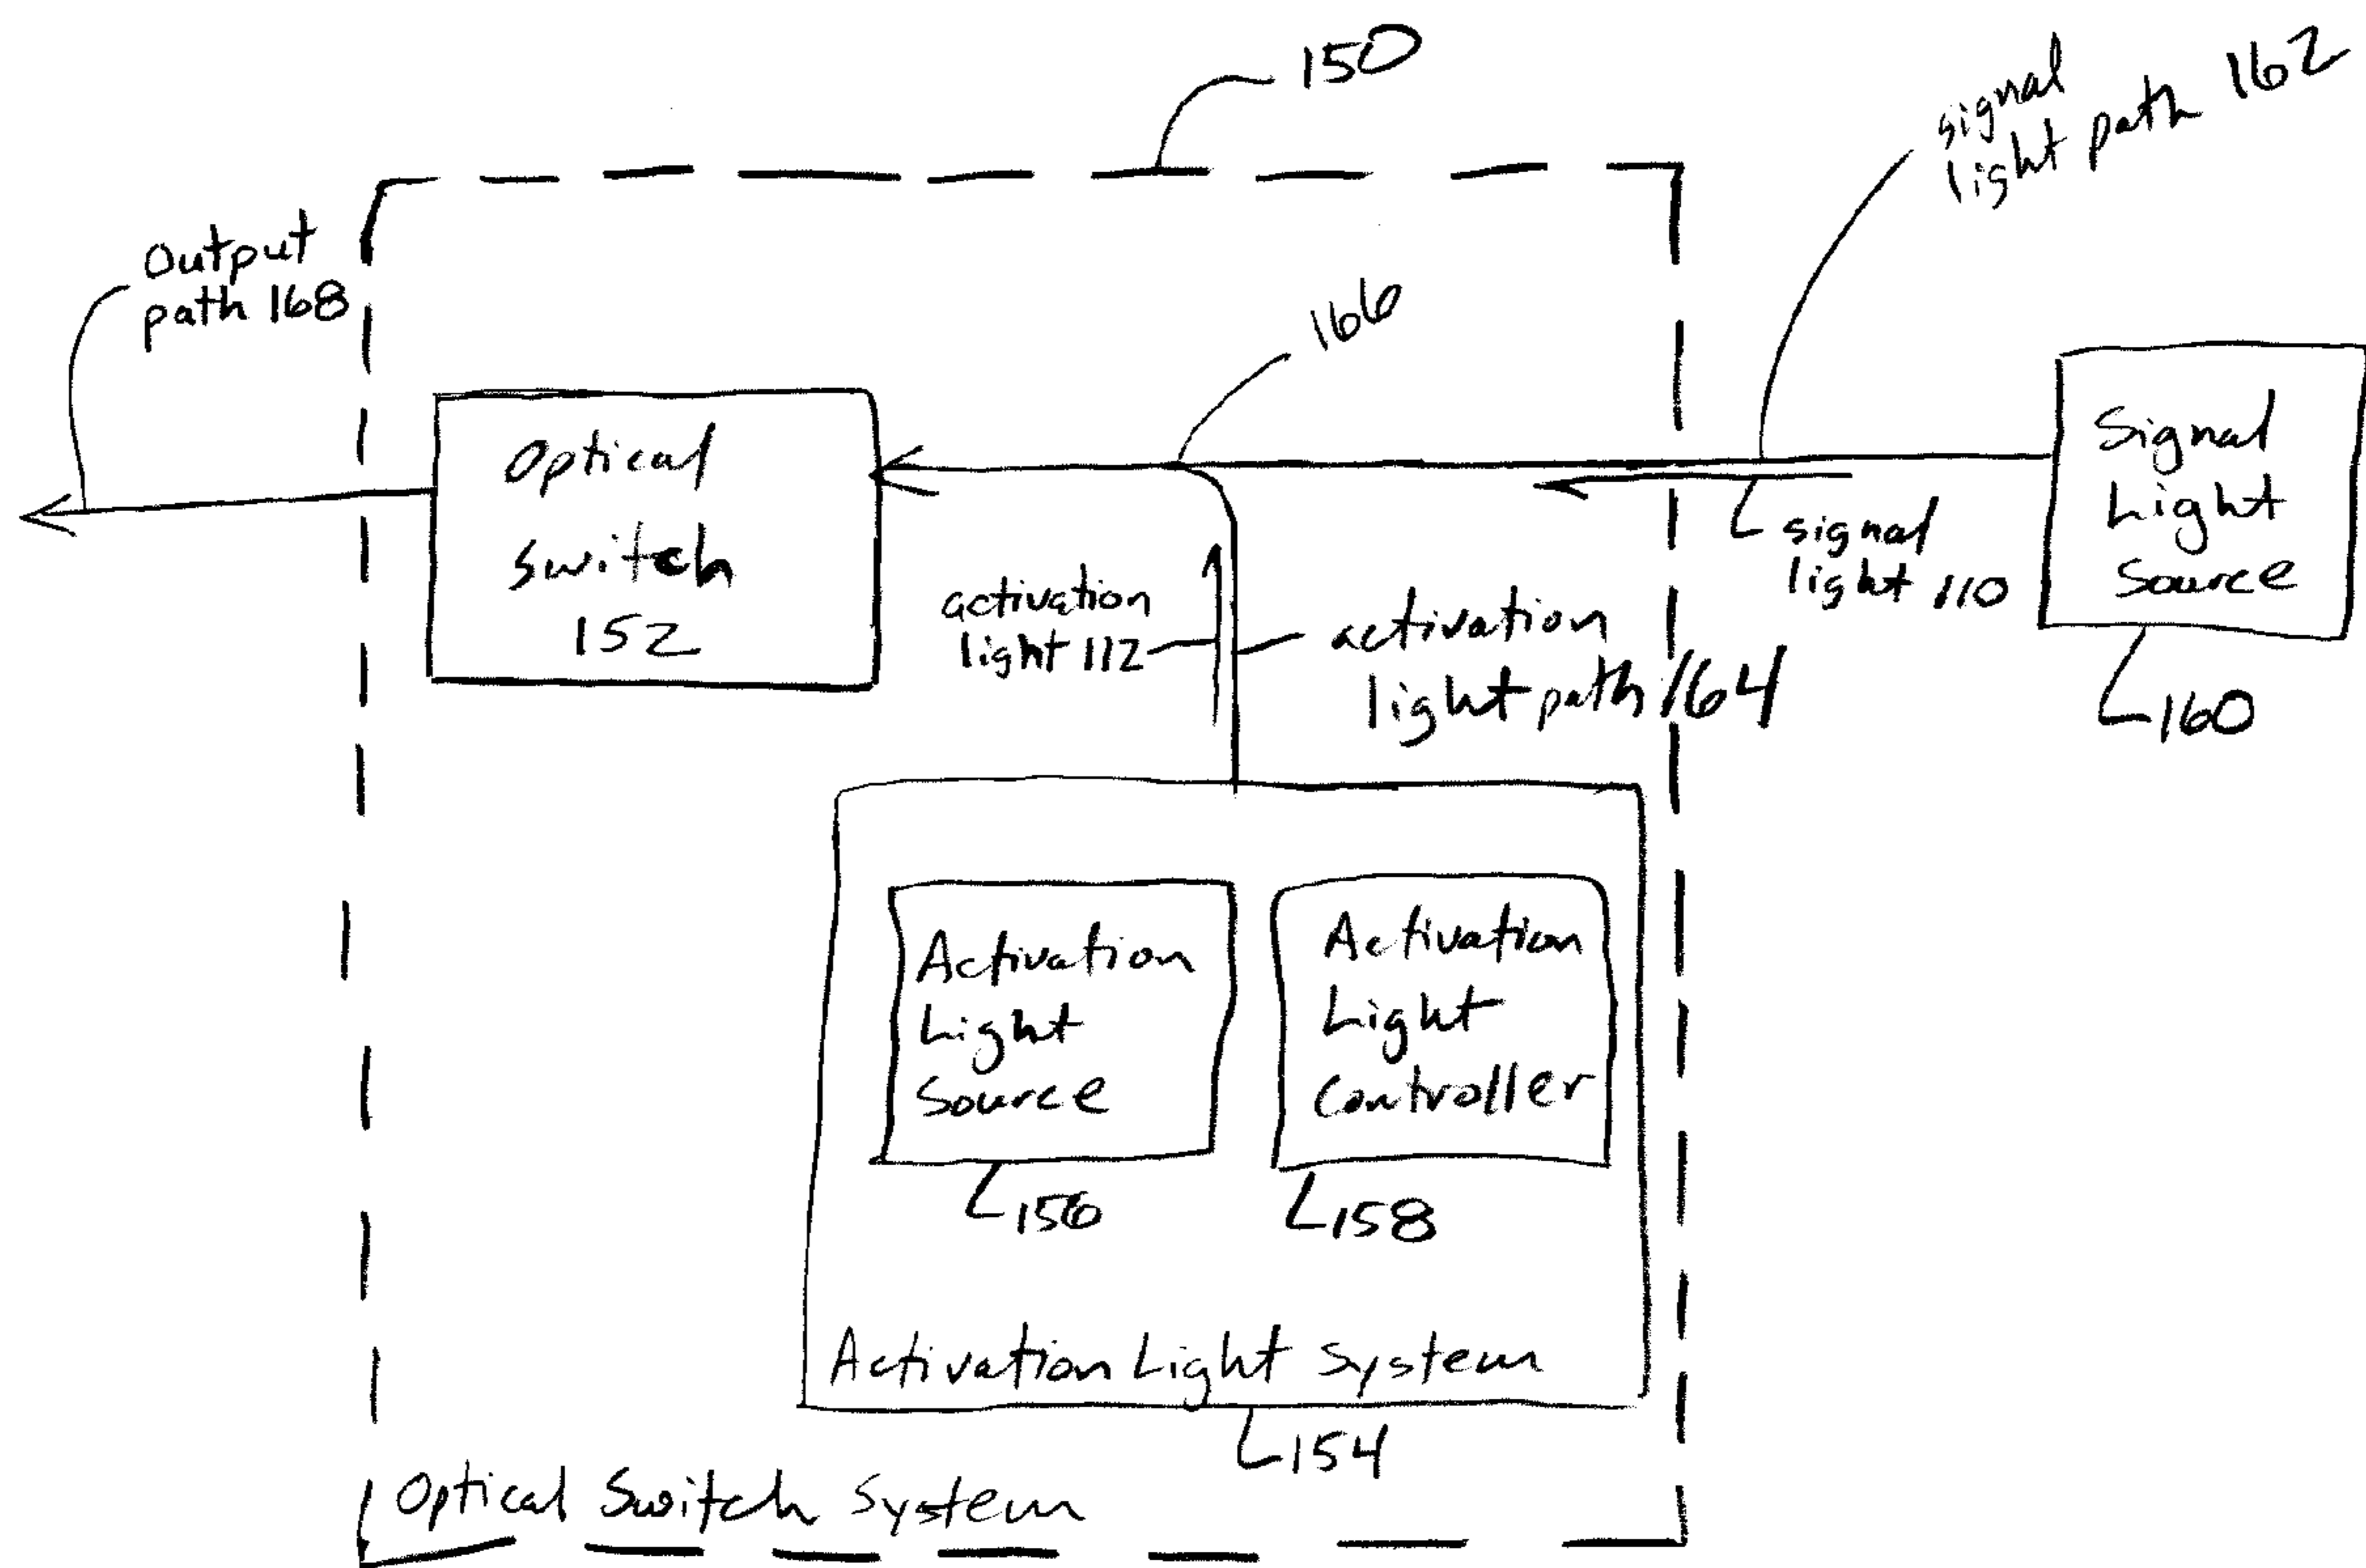 150
signal
light path 162
Output
path 168
166
Optical
Switch
152
Signal
Light
Source
160
signal
light 110
activation
light 112
activation
light path 164
Activation
Light
Source
156
Activation
Light
Controller
158
Activation Light System
154
Optical Switch System